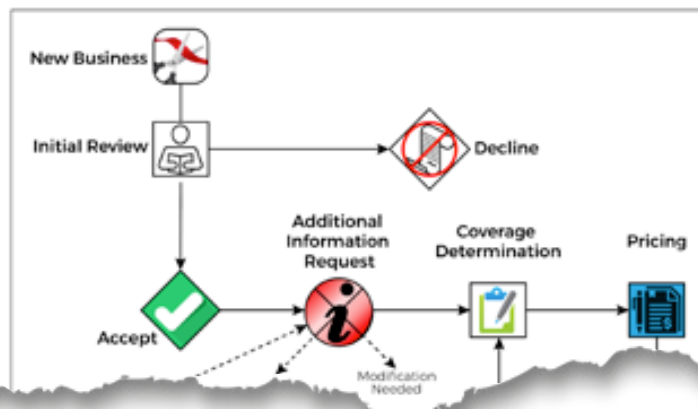 New Business
Initial Review
Decline
Additional
Information
Request
Coverage
Determination
Pricing
Accept
Modification
Needed